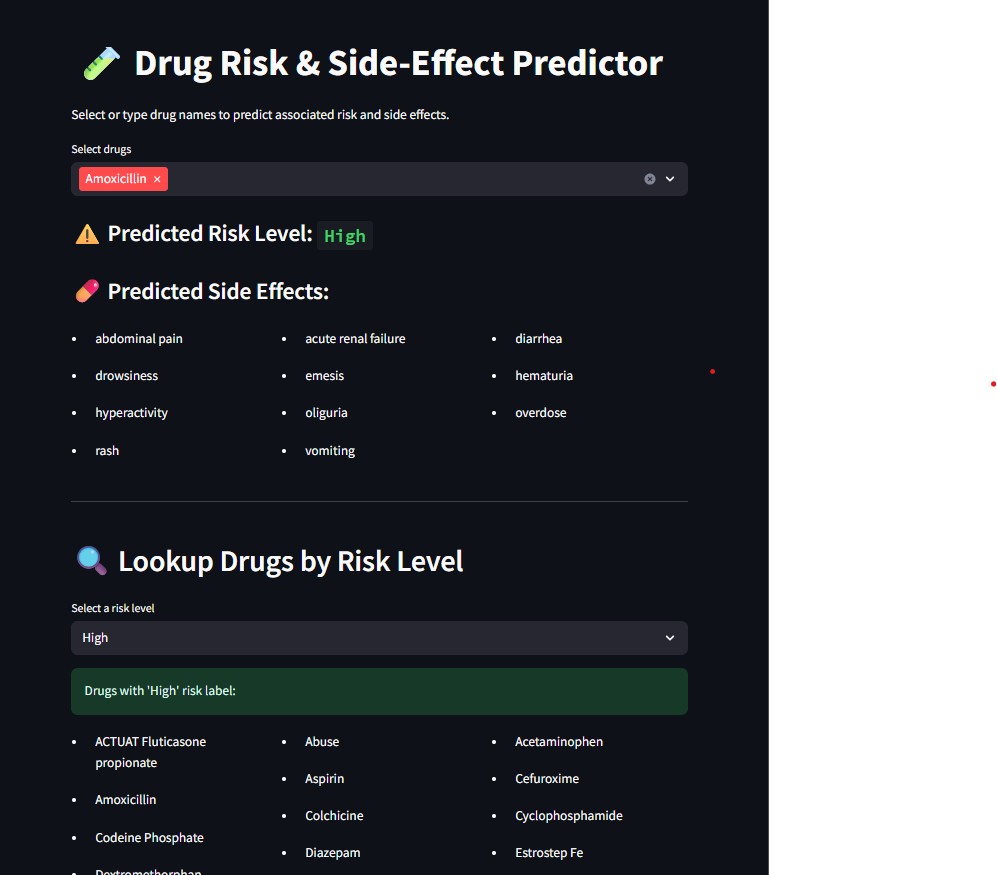 Drug Risk & Side-Effect Predictor
Select or type drug names to predict associated risk and side effects.
Select drugs
Amoxicillin ×
Predicted Risk Level: High
Predicted Side Effects:
• abdominal pain • acute renal failure • diarrhea
• drowsiness • emesis • hematuria
• hyperactivity • oliguria • overdose
• rash • vomiting
Lookup Drugs by Risk Level
Select a risk level
High
Drugs with 'High' risk label:
• ACTUAT Fluticasone propionate • Abuse • Acetaminophen
• Amoxicillin • Aspirin • Cefuroxime
• Codeine Phosphate • Colchicine • Cyclophosphamide
• Dextromethorphan • Diazepam • Estrostep Fe